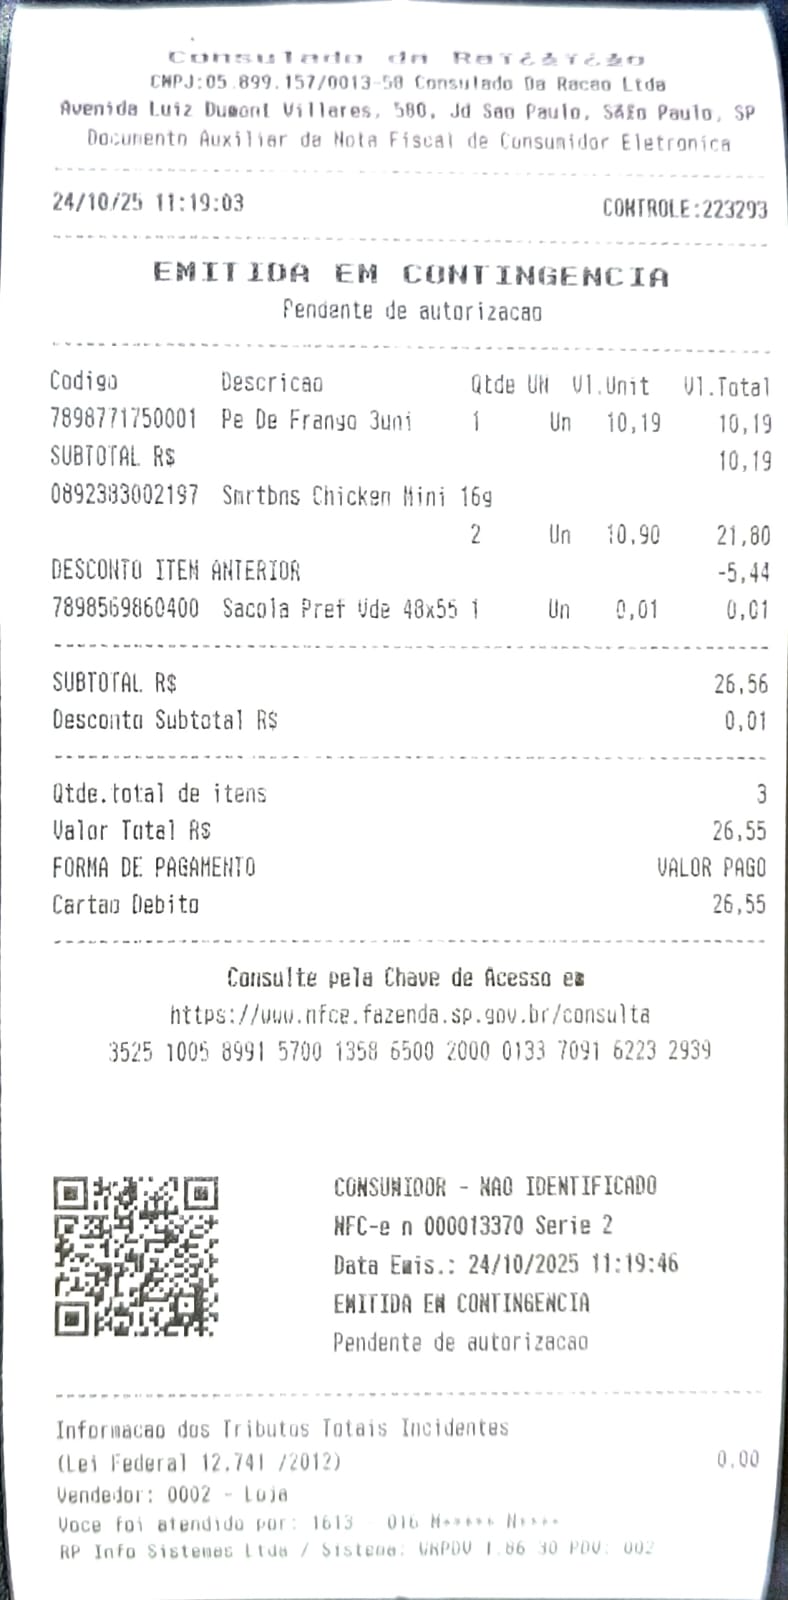 Consulado da Ra
CNPJ:05.899.157/0013-58 Consulado Da Racao Ltda
Avenida Luiz Dumont Villares, 580, Jd Sao Paulo, Paulo, SP
Documento Auxiliar da Nota Fiscal de Consumidor Eletronica
24/10/25 11:19:03 CONTROLE:223293
EMITIDA EM CONTINGENCIA
Pendente de autorizacao
Codigo Descricao Qtde UN Vl.Unit Vl.Total
7898771750001 Pe De Frango 3uni 1 Un 10,19 10,19
SUBTOTAL R$ 10,19
0892383002197 Smrtbns Chicken Mini 16g
2 Un 10,90 21,80
DESCONTO ITEM ANTERIOR -5,44
7898569860400 Sacola Pref Vde 48x55 1 Un 0,01 0,01
SUBTOTAL R$ 26,56
Desconto Subtotal R$ 0,01
Qtde.total de itens 3
Valor Total R$ 26,55
FORMA DE PAGAMENTO VALOR PAGO
Cartao Debito 26,55
Consulte pela Chave de Acesso em
https://www.nfce.fazenda.sp.gov.br/consulta
3525 1005 8991 5700 1358 6500 2000 0133 7091 6223 2939
CONSUMIDOR - NAO IDENTIFICADO
NFC-e n 000013370 Serie 2
Data Emis.: 24/10/2025 11:19:46
EMITIDA EM CONTINGENCIA
Pendente de autorizacao
Informacao dos Tributos Totais Incidentes
(Lei Federal 12.741 /2012) 0.00
Vendedor: 0002 - Loja
Voce foi atendido por: 1613 - 016 M***** N****
RP Info Sistemas Ltda / Sistema: WRPDV 1.86 30 PDV: 002